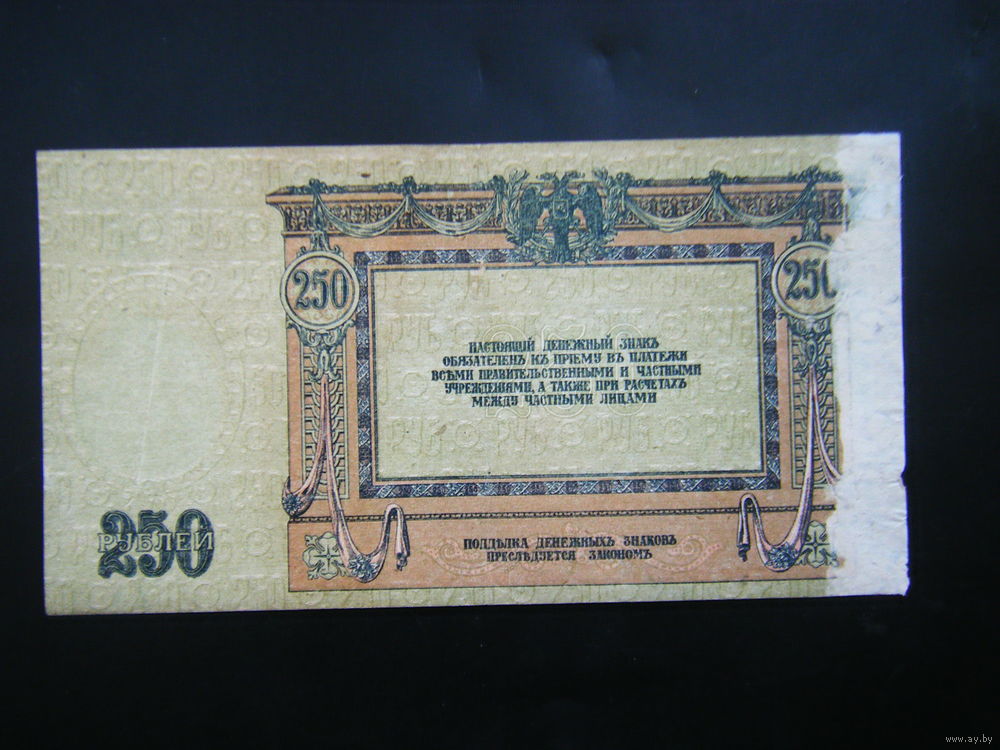 250
250
НАСТОЯЩІЙ ДЕНЕЖНЫЙ ЗНАКЪ
ОБЯЗАТЕЛЕНЪ КЪ ПРІЕМУ ВЪ ПЛАТЕЖИ
ВСѢМИ ПРАВИТЕЛЬСТВЕННЫМИ И ЧАСТНЫМИ
УЧРЕЖДЕНІЯМИ, А ТАКЖЕ ПРИ РАСЧЕТАХЪ
МЕЖДУ ЧАСТНЫМИ ЛИЦАМИ
250
РУБЛЕЙ
ПОДДѢЛКА ДЕНЕЖНЫХЪ ЗНАКОВЪ
ПРЕСЛѢДУЕТСЯ ЗАКОНОМЪ
www.ay.by